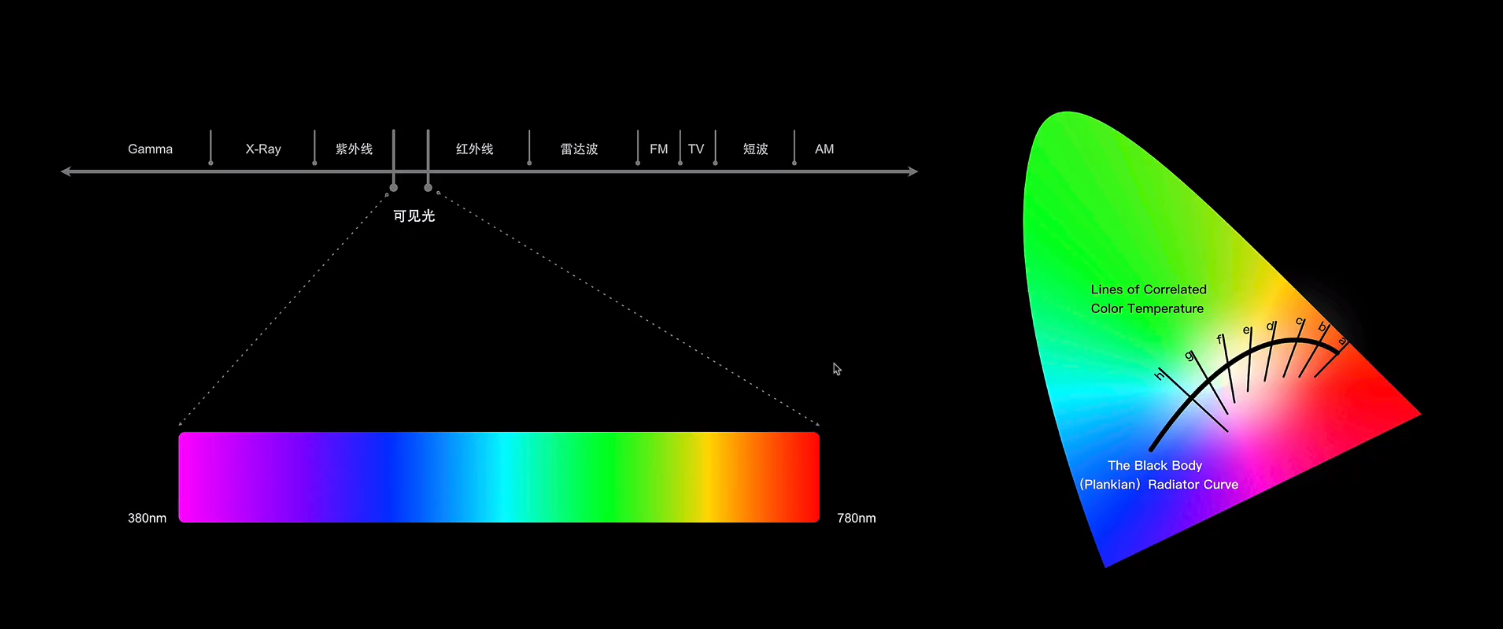 Gamma
X-Ray
紫外线
红外线
雷达波
FM
TV
短波
AM
可见光
380nm
780nm
Lines of Correlated
Color Temperature
h
g
f
e
d
c
b
a
The Black Body
(Plankian）Radiator Curve